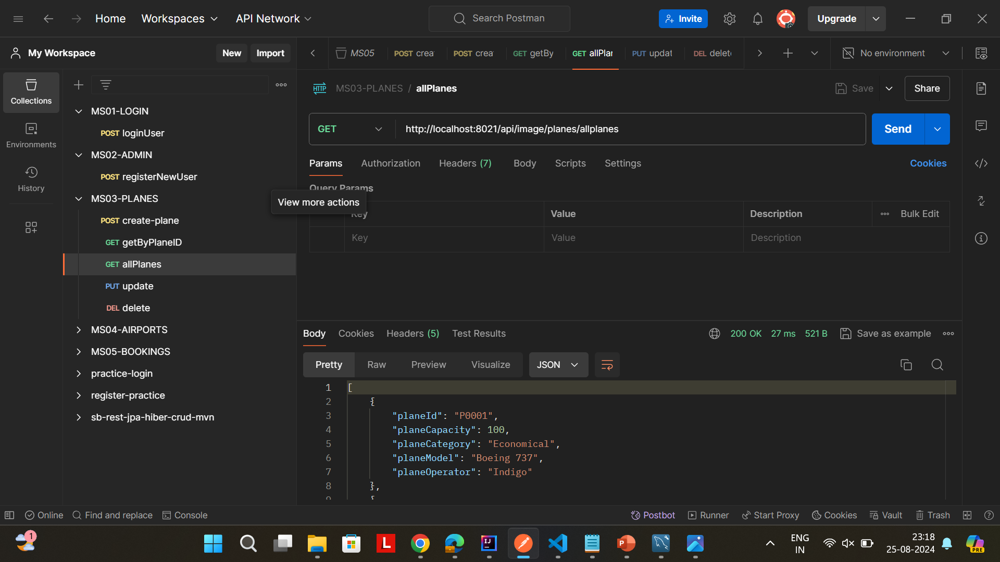 Home Workspaces API Network Search Postman Invite Upgrade
My Workspace New Import MS05 POST crea POST crea GET getBy GET allPlar PUT updat DEL delet No environment
Collections
Environments
History
MS01-LOGIN
POST loginUser
MS02-ADMIN
POST registerNewUser
MS03-PLANES
POST create-plane
GET getByPlaneID
GET allPlanes
PUT update
DEL delete
MS04-AIRPORTS
MS05-BOOKINGS
practice-login
register-practice
sb-rest-jpa-hiber-crud-mvn
HTTP MS03-PLANES / allPlanes Save Share
GET http://localhost:8021/api/image/planes/allplanes Send
Params Authorization Headers (7) Body Scripts Settings Cookies
Query Params
View more actions
Key Value Description Bulk Edit
Key Value Description
Body Cookies Headers (5) Test Results 200 OK 27 ms 521 B Save as example
Pretty Raw Preview Visualize JSON
1 [
2 {
3 "planeId": "P0001",
4 "planeCapacity": 100,
5 "planeCategory": "Economical",
6 "planeModel": "Boeing 737",
7 "planeOperator": "Indigo"
8 },
9 {
Online Find and replace Console Postbot Runner Start Proxy Cookies Vault Trash
1 L IJ P ENG 23:18
IN 25-08-2024 PRE